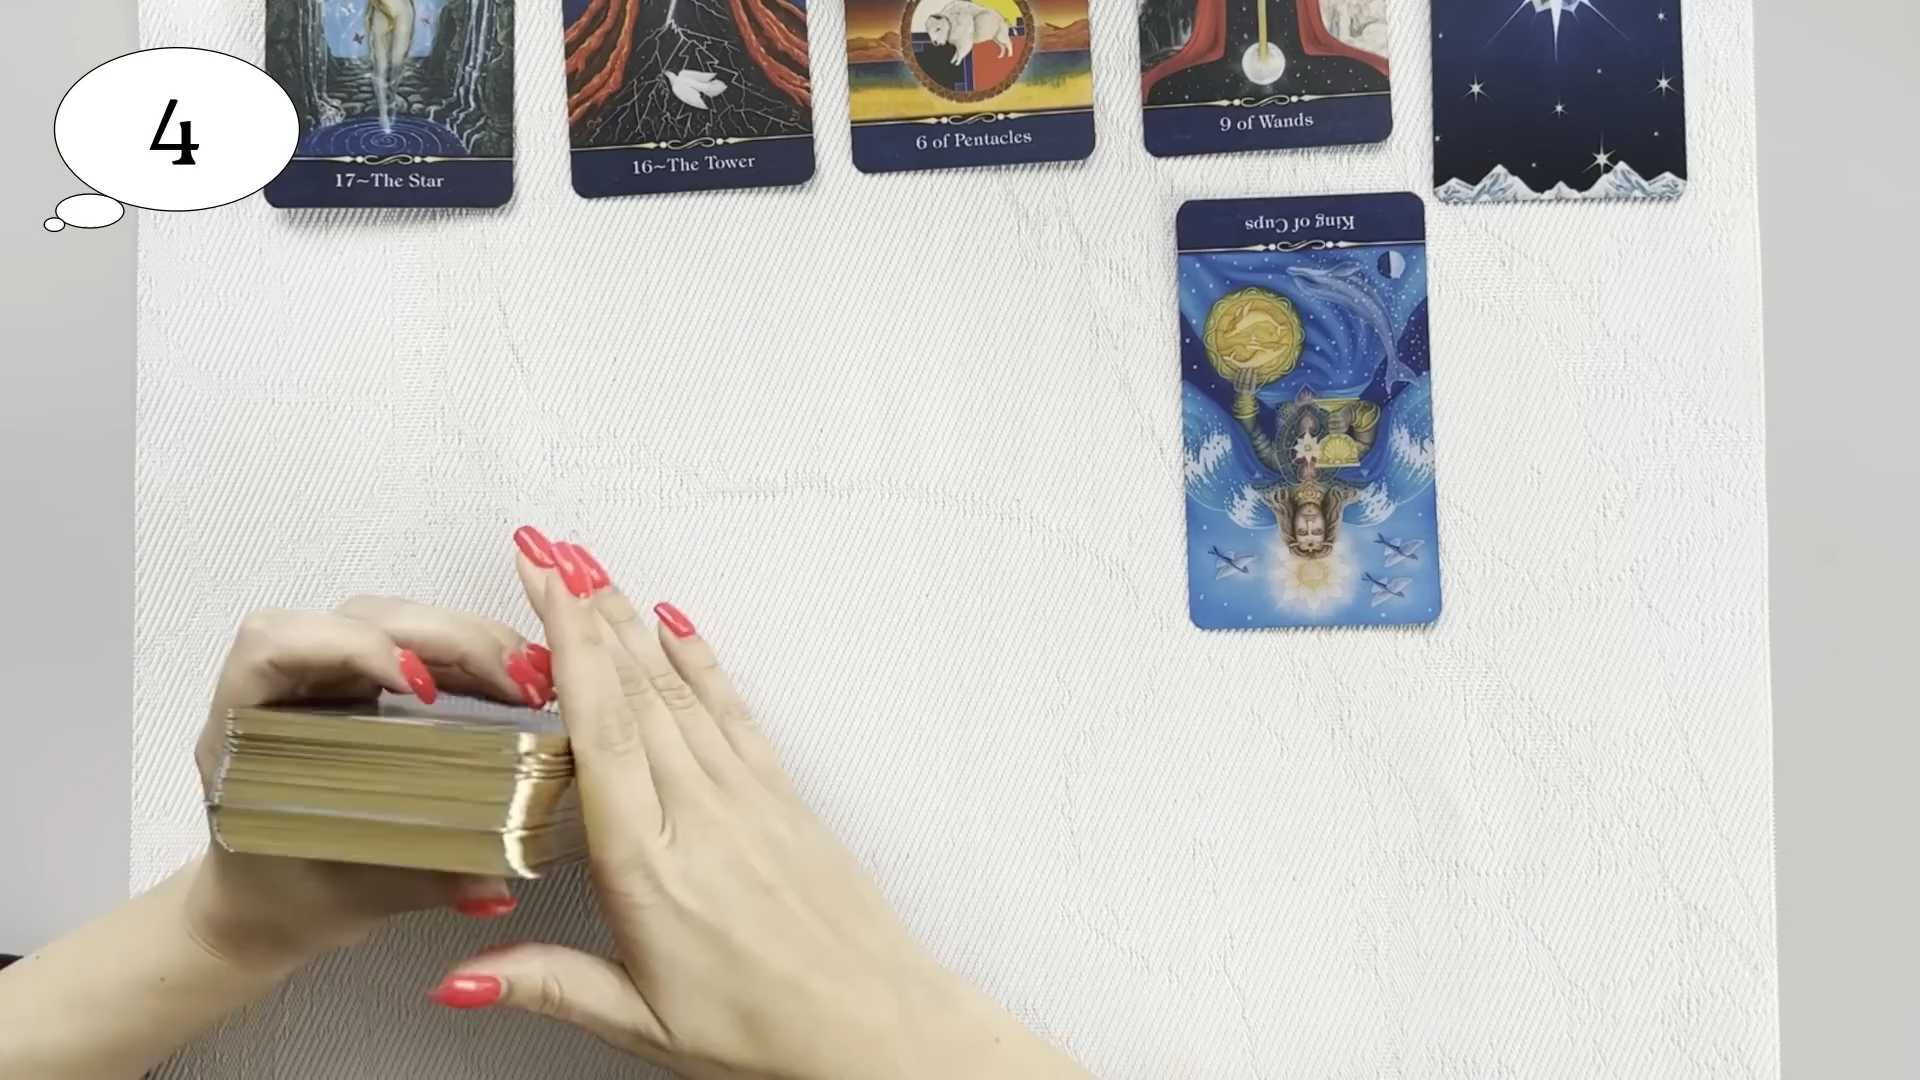 4
17~The Star
16~The Tower
6 of Pentacles
9 of Wands
King of Cups